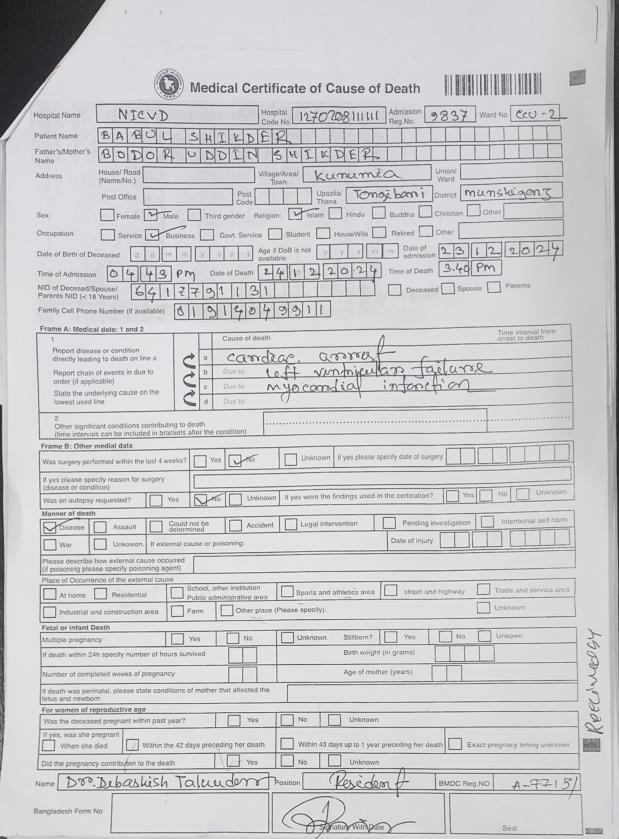 Medical Certificate of Cause of Death
Hospital Name NICVD Hospital Code No. 127020811111 Admission Reg.No. 9837 Ward No CCU-2
Patient Name BABUL SHIKDER
Father's/Mother's Name BODOR UDDIN SHIKDER
Address House/ Road (Name/No.) Village/Area/ Town Kunumia Union/ Ward
Post Office Post Code Upazila/ Thana Tongibani District munshigonj
Sex Female Male Third gender Religion: Islam Hindu Buddha Christian Other
Occupation Service Business Govt. Service Student HouseWife Retired Other
Date of Birth of Deceased d d m m y y y y Age if DoB is not available y y y m m Date of admission 23122024
Time of Admission 0443 PM Date of Death 24122024 Time of Death 3.40 PM
NID of Deceesed/Spouse/ Parents NID (< 18 Years) 6417791131 Deceased Spouse Parents
Family Cell Phone Number (If available) 01914049911
Frame A: Medical date: 1 and 2
1 Cause of death Time interval from onset to death
Report disease or condition directly leading to death on line a a cardiac arrest
Report chain of events in due to order (if applicable) b Due to: Left ventricular failure
State the underlying cause on the lowest used line c Due to: myocardial infarction
d Due to:
2
Other significant conditions contributing to death
(time intervals can be included in brackets after the condition)
Frame B: Other medial data
Was surgery performed within the last 4 weeks? Yes No Unknown If yes please specify date of surgery
If yes please specify reason for surgery (disease or condition)
Was an autopsy requested? Yes No Unknown If yes were the findings used in the certication? Yes No Unknown
Manner of death
Disease Assault Could not be determined Accident Legal intervention Pending investigation Intentional self harm
War Unkowon. If external cause or poisoning: Date of injury
Please describe how external cause occurred (if poisoning please specify poisoning agent)
Place of Occurrence of the external cause
At home Residential School, other institution Public administrative area Sports and athletics area street and highway Trade and service area
Industrial and construction area Farm Other place (Please specify): Unknown
Fetal or infant Death
Multiple pregnancy Yes No Unknown Stilborn? Yes No Unkown
If death within 24h specify number of hours survived Birth weight (in grams)
Number of completed weeks of pregnancy Age of mother (years)
If death was perinatal, please state conditions of mother that affected the fetus and newborn
For women of reproductive age
Was the deceased pregnant within past year? Yes No Unknown
If yes, was she pregnant
When she died Within the 42 days preceding her death Within 43 days up to 1 year preceding her death Exact pregnacy timing unknown
Did the pregnancy contribute to the death Yes No Unknown
Name Dr. Debashish Talunder Position Resident BMDC Reg.NO A-77131
Bangladesh Form No Signature With Date Seal